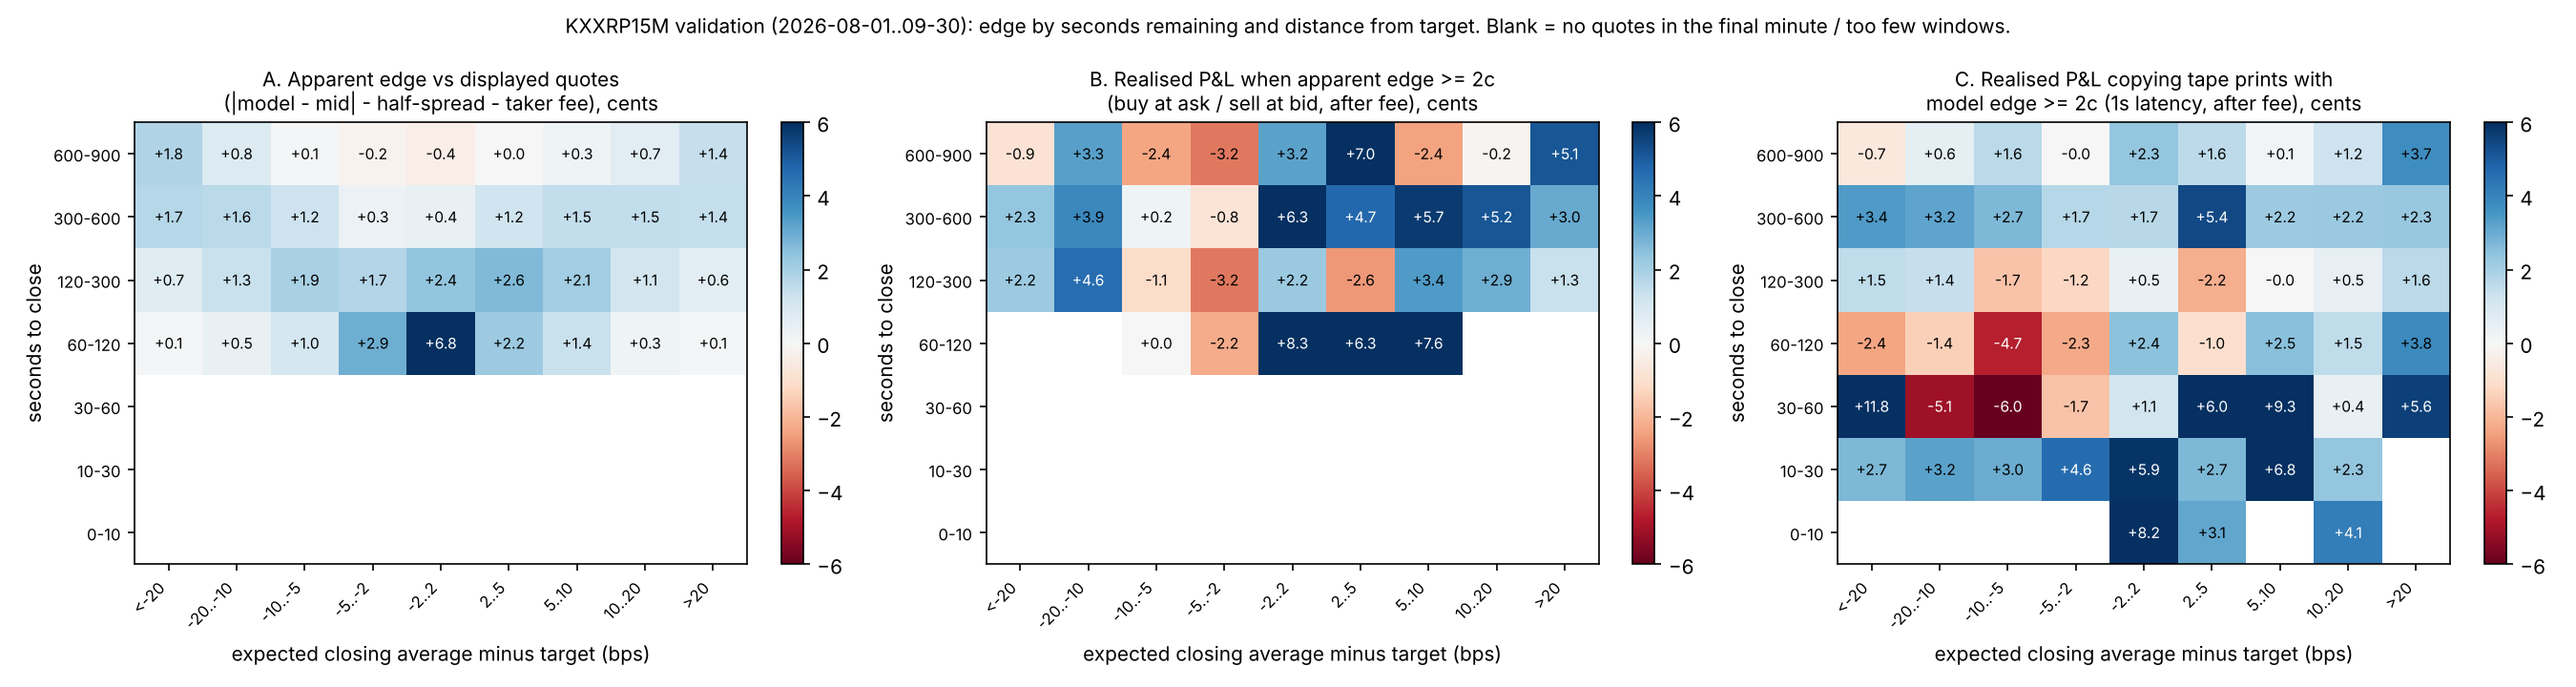 KXXRP15M validation (2026-08-01..09-30): edge by seconds remaining and distance from target. Blank = no quotes in the final minute / too few windows.
A. Apparent edge vs displayed quotes
(|model - mid| - half-spread - taker fee), cents
seconds to close
600-900 +1.8 +0.8 +0.1 -0.2 -0.4 +0.0 +0.3 +0.7 +1.4
300-600 +1.7 +1.6 +1.2 +0.3 +0.4 +1.2 +1.5 +1.5 +1.4
120-300 +0.7 +1.3 +1.9 +1.7 +2.4 +2.6 +2.1 +1.1 +0.6
60-120 +0.1 +0.5 +1.0 +2.9 +6.8 +2.2 +1.4 +0.3 +0.1
30-60
10-30
0-10
<-20 -20..-10 -10..-5 -5..-2 -2..2 2..5 5..10 10..20 >20
expected closing average minus target (bps)
6
4
2
0
−2
−4
−6
B. Realised P&L when apparent edge >= 2c
(buy at ask / sell at bid, after fee), cents
seconds to close
600-900 -0.9 +3.3 -2.4 -3.2 +3.2 +7.0 -2.4 -0.2 +5.1
300-600 +2.3 +3.9 +0.2 -0.8 +6.3 +4.7 +5.7 +5.2 +3.0
120-300 +2.2 +4.6 -1.1 -3.2 +2.2 -2.6 +3.4 +2.9 +1.3
60-120 +0.0 -2.2 +8.3 +6.3 +7.6
30-60
10-30
0-10
<-20 -20..-10 -10..-5 -5..-2 -2..2 2..5 5..10 10..20 >20
expected closing average minus target (bps)
6
4
2
0
−2
−4
−6
C. Realised P&L copying tape prints with
model edge >= 2c (1s latency, after fee), cents
seconds to close
600-900 -0.7 +0.6 +1.6 -0.0 +2.3 +1.6 +0.1 +1.2 +3.7
300-600 +3.4 +3.2 +2.7 +1.7 +1.7 +5.4 +2.2 +2.2 +2.3
120-300 +1.5 +1.4 -1.7 -1.2 +0.5 -2.2 -0.0 +0.5 +1.6
60-120 -2.4 -1.4 -4.7 -2.3 +2.4 -1.0 +2.5 +1.5 +3.8
30-60 +11.8 -5.1 -6.0 -1.7 +1.1 +6.0 +9.3 +0.4 +5.6
10-30 +2.7 +3.2 +3.0 +4.6 +5.9 +2.7 +6.8 +2.3
0-10 +8.2 +3.1 +4.1
<-20 -20..-10 -10..-5 -5..-2 -2..2 2..5 5..10 10..20 >20
expected closing average minus target (bps)
6
4
2
0
−2
−4
−6